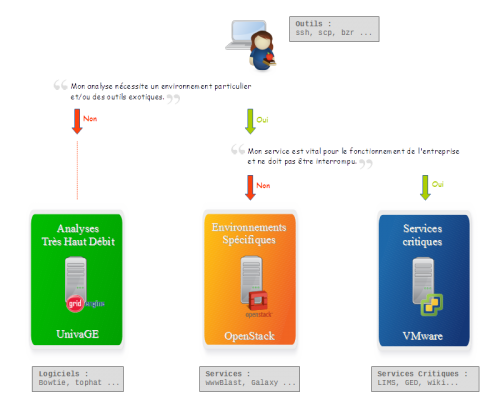 Outils :
ssh, scp, bzr ...
Mon analyse nécessite un environnement particulier
et/ou des outils exotiques.
Non
Oui
Mon service est vital pour le fonctionnement de l'entreprise
et ne doit pas être interrompu.
Non
Oui
Analyses
Très Haut Débit
grid engine
UnivaGE
Environnements
Spécifiques
openstack
OpenStack
Services
critiques
VMware
Logiciels :
Bowtie, tophat ...
Services :
wwwBlast, Galaxy ...
Services Critiques :
LIMS, GED, wiki...